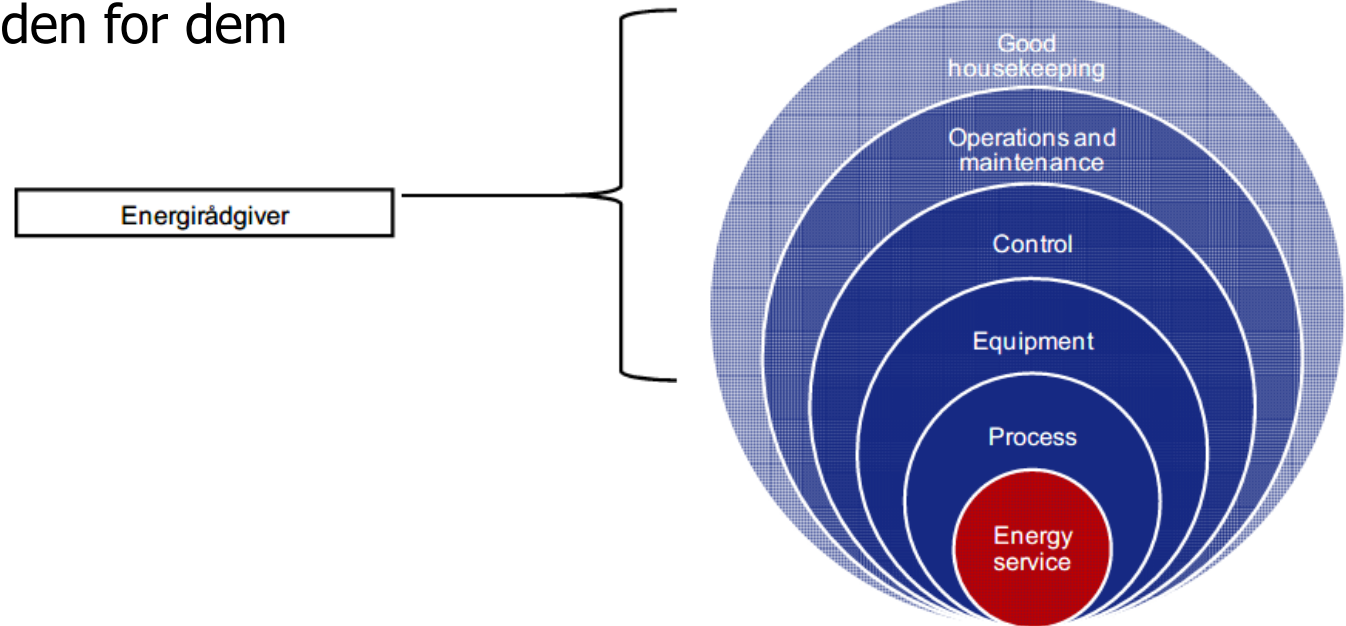 den for dem
Energirådgiver
Good
housekeeping
Operations and
maintenance
Control
Equipment
Process
Energy
service